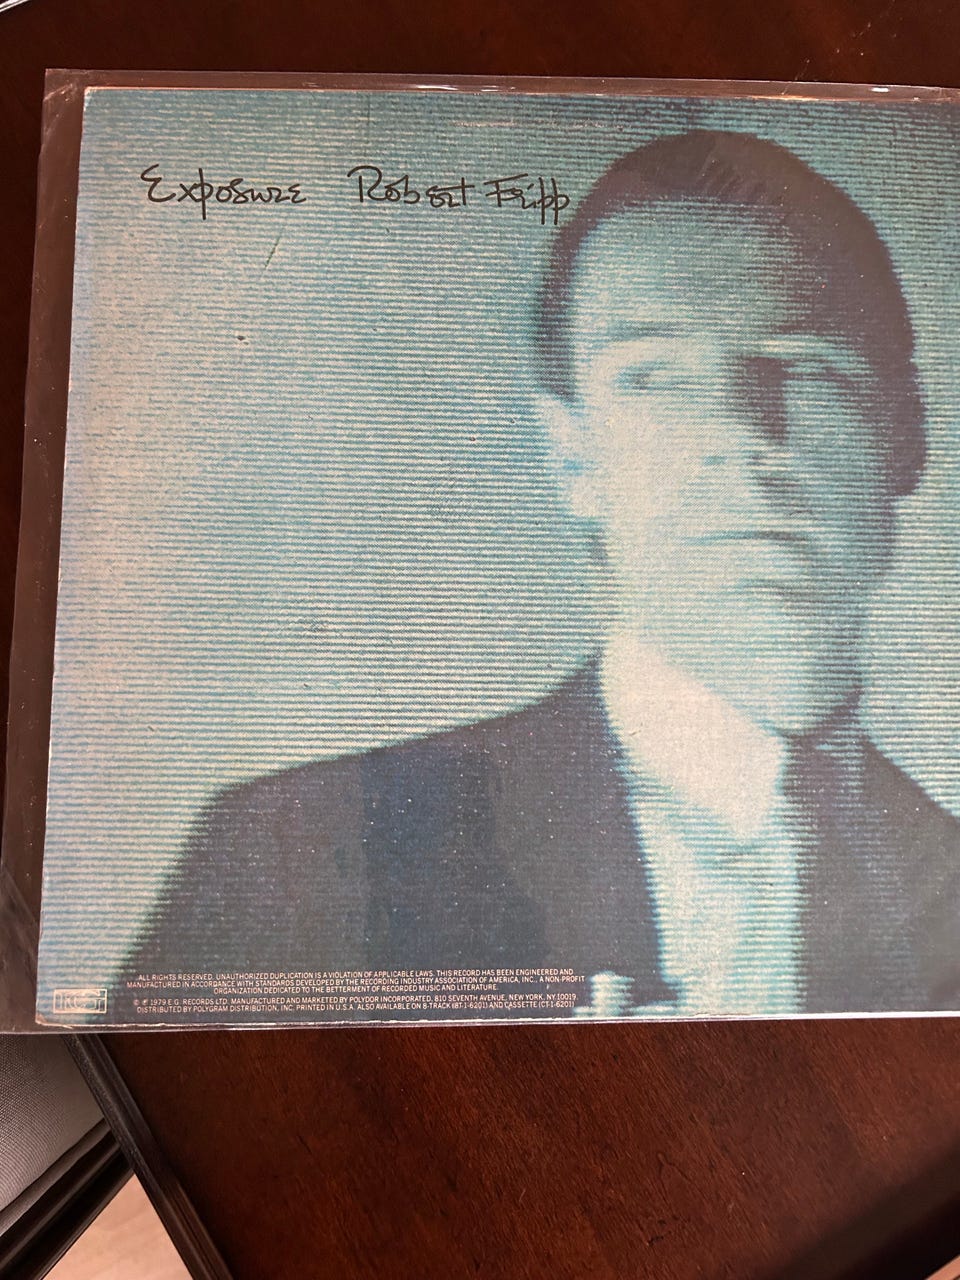 Exposure Robert Fripp
ALL RIGHTS RESERVED. UNAUTHORIZED DUPLICATION IS A VIOLATION OF APPLICABLE LAWS. THIS RECORD HAS BEEN ENGINEERED AND
MANUFACTURED IN ACCORDANCE WITH STANDARDS DEVELOPED BY THE RECORDING INDUSTRY ASSOCIATION OF AMERICA, INC., A NON-PROFIT
ORGANIZATION DEDICATED TO THE BETTERMENT OF RECORDED MUSIC AND LITERATURE.
© ℗ 1979 E.G. RECORDS LTD. MANUFACTURED AND MARKETED BY POLYDOR INCORPORATED, 810 SEVENTH AVENUE, NEW YORK, NY 10019.
DISTRIBUTED BY POLYGRAM DISTRIBUTION, INC. PRINTED IN U.S.A. ALSO AVAILABLE ON 8-TRACK (8T-1-6201) AND CASSETTE (CT-1-6201)